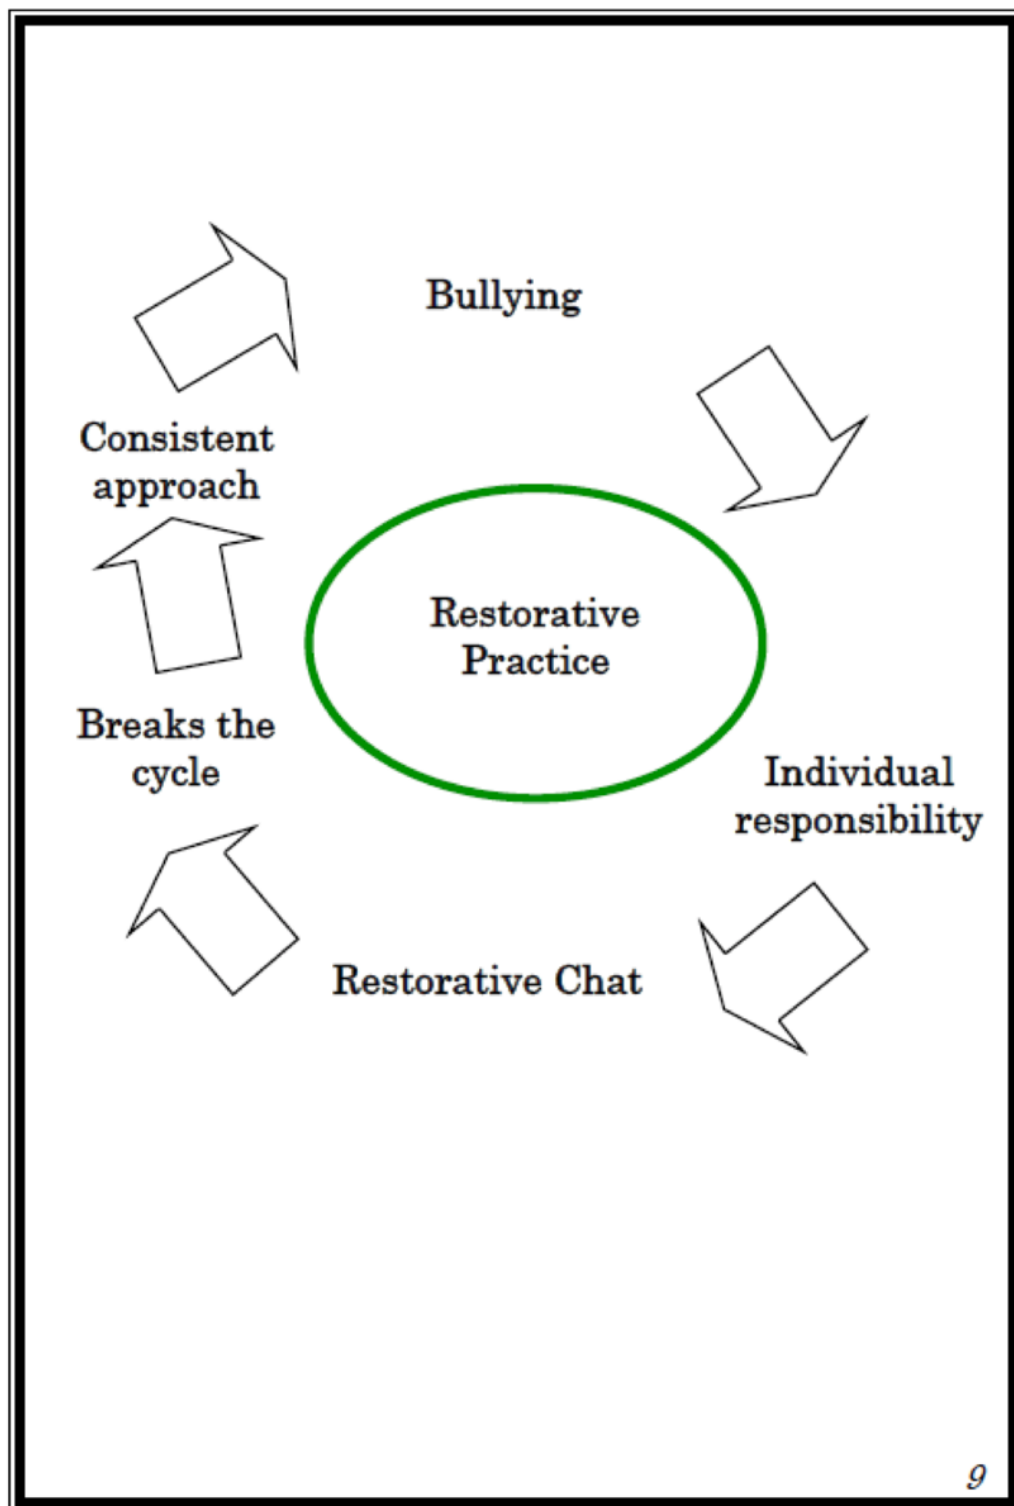 Bullying
Consistent
approach
Restorative
Practice
Breaks the
cycle
Individual
responsibility
Restorative Chat
9